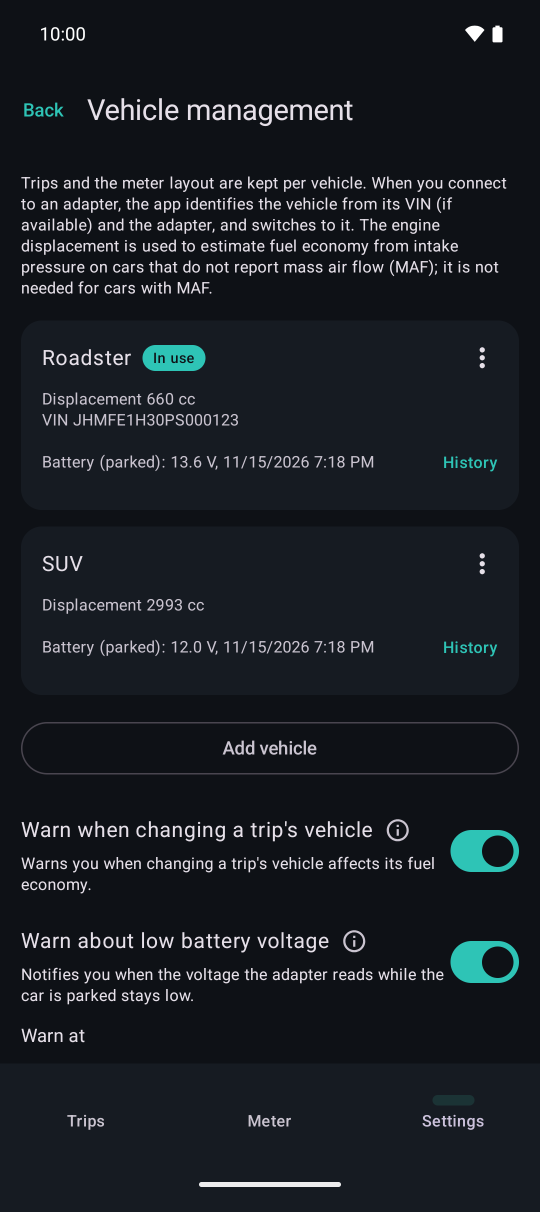 10:00
Back
Vehicle management
Trips and the meter layout are kept per vehicle. When you connect
to an adapter, the app identifies the vehicle from its VIN (if
available) and the adapter, and switches to it. The engine
displacement is used to estimate fuel economy from intake
pressure on cars that do not report mass air flow (MAF); it is not
needed for cars with MAF.
Roadster
In use
Displacement 660 cc
VIN JHMFE1H30PS000123
Battery (parked): 13.6 V, 11/15/2026 7:18 PM
History
SUV
Displacement 2993 cc
Battery (parked): 12.0 V, 11/15/2026 7:18 PM
History
Add vehicle
Warn when changing a trip's vehicle
Warns you when changing a trip's vehicle affects its fuel
economy.
Warn about low battery voltage
Notifies you when the voltage the adapter reads while the
car is parked stays low.
Warn at
Trips
Meter
Settings